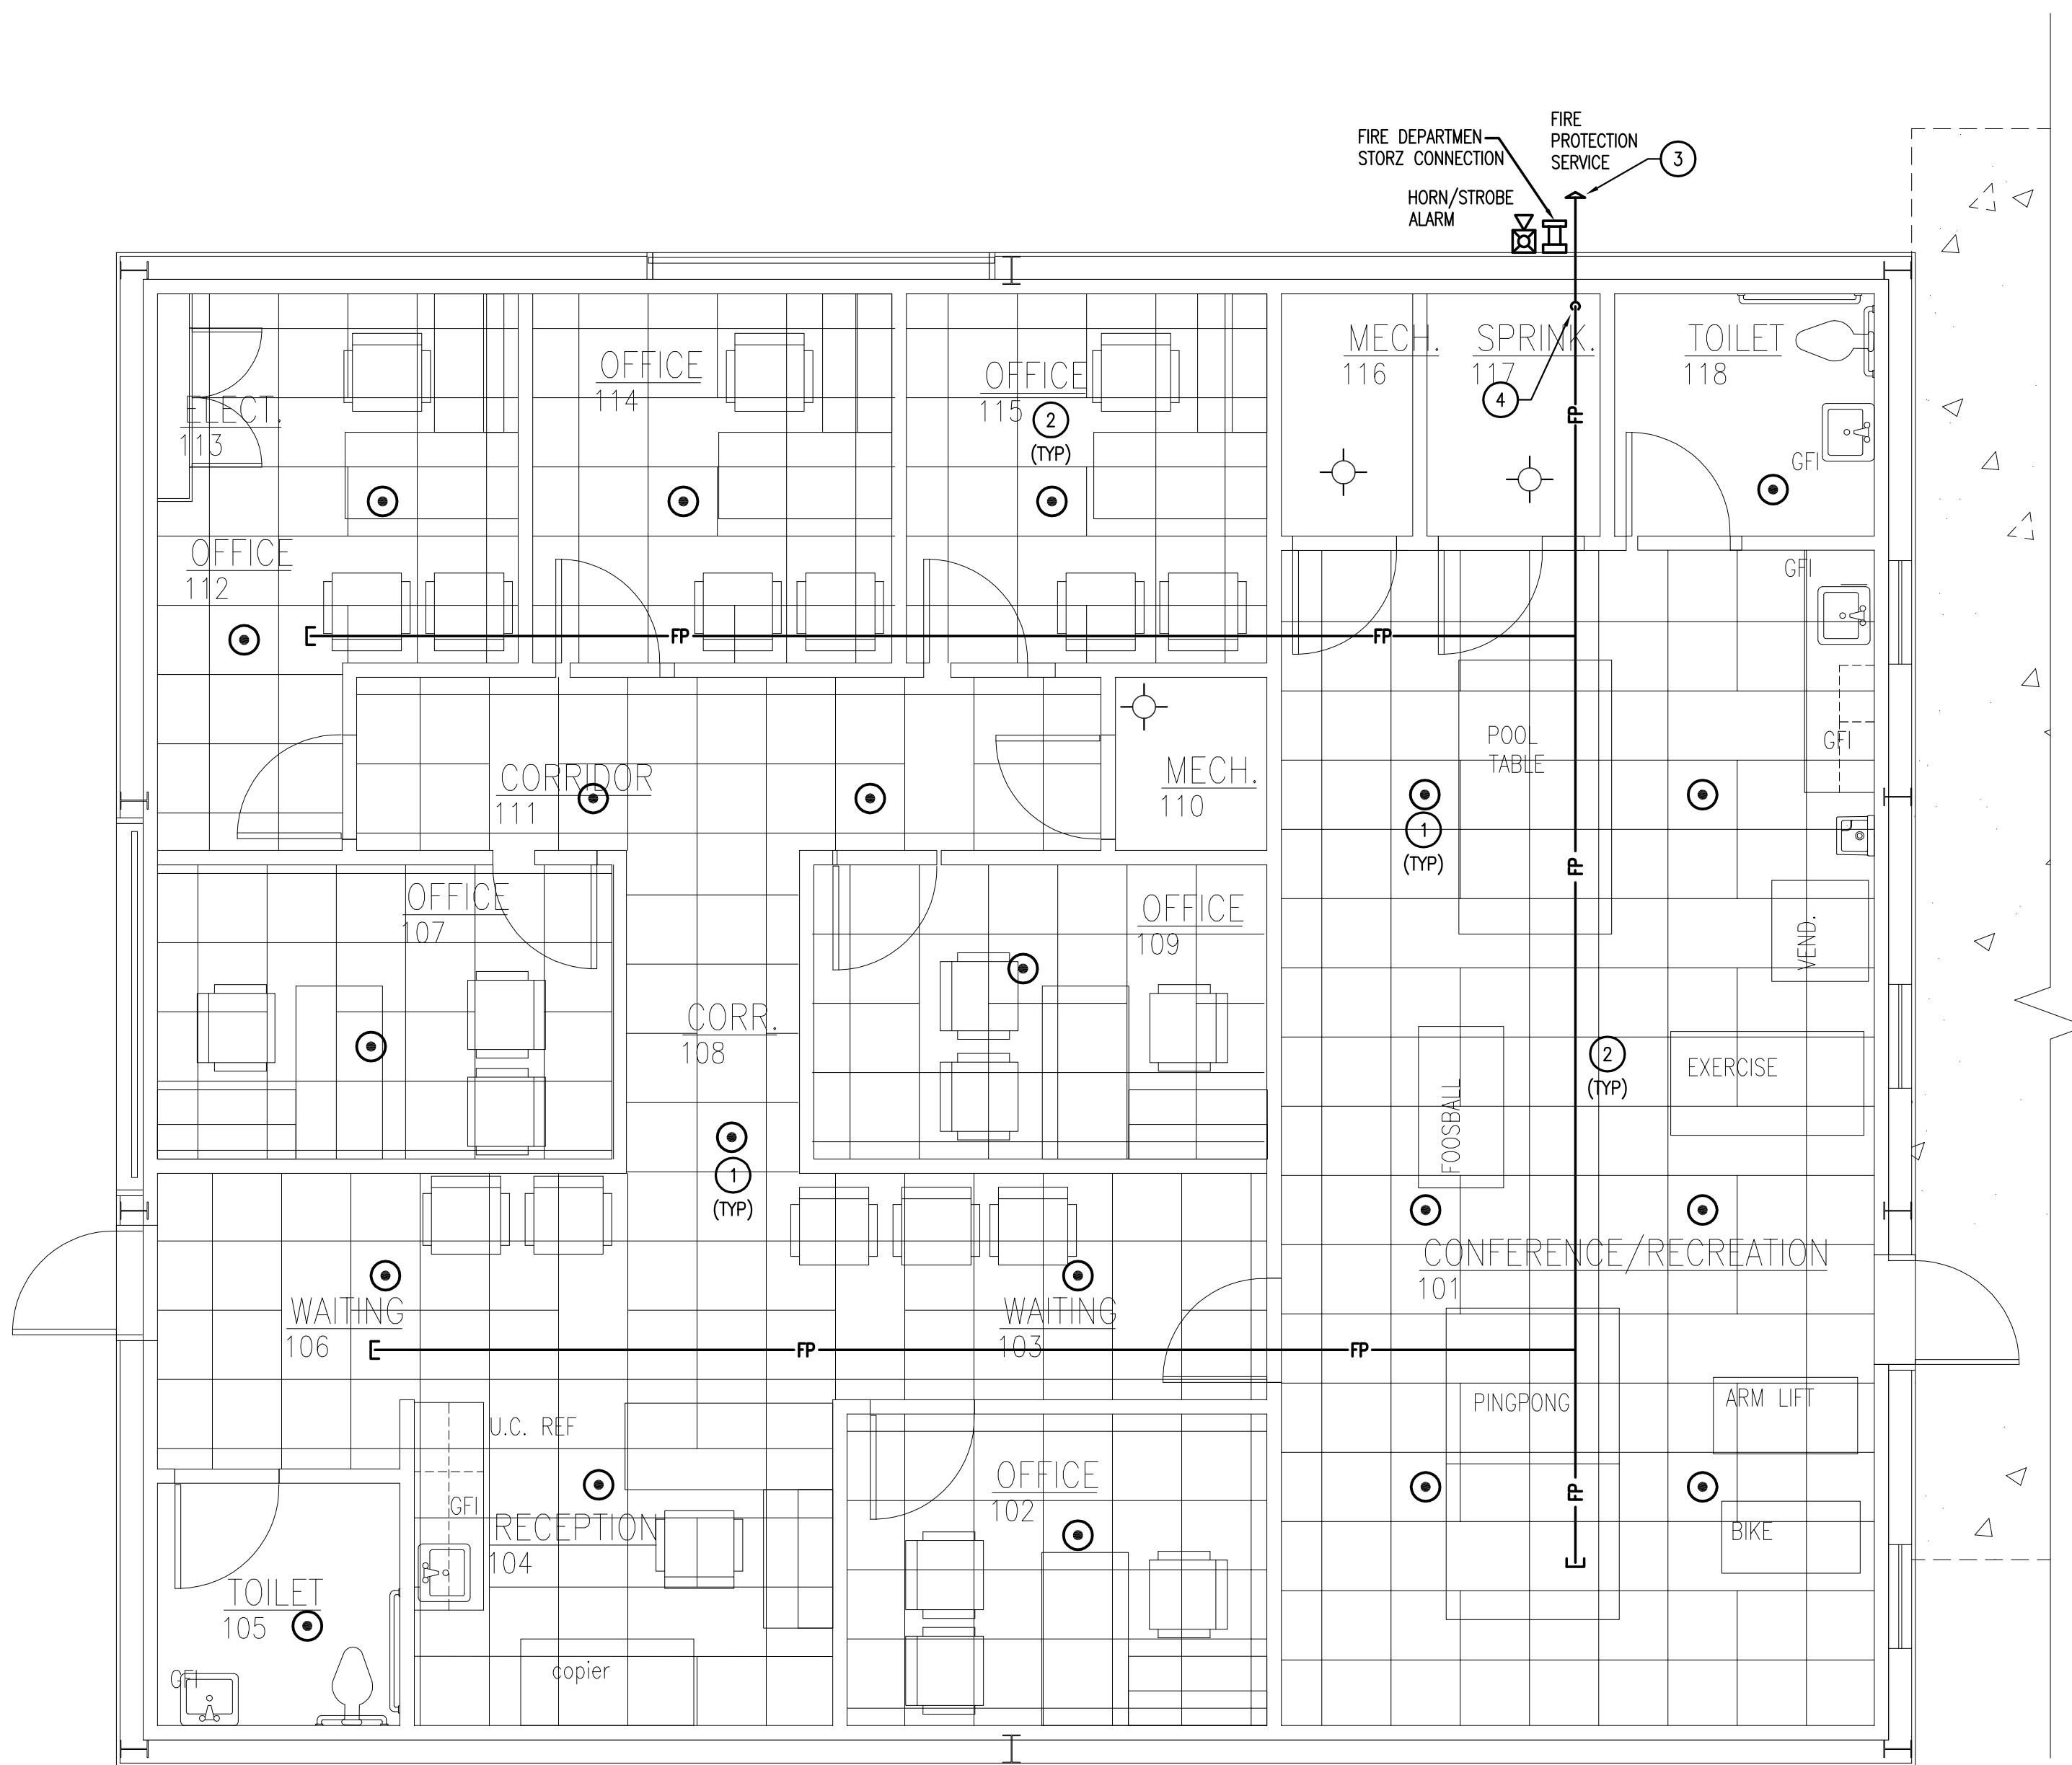 FIRE DEPARTMEN
STORZ CONNECTION
FIRE
PROTECTION
SERVICE
3
HORN/STROBE
ALARM
ELECT.
113
OFFICE
114
OFFICE
115
2
(TYP)
MECH.
116
SPRINK.
117
4
FP
TOILET
118
GFI
OFFICE
112
GFI
FP
FP
CORRIDOR
111
MECH.
110
POOL
TABLE
GFI
1
(TYP)
FP
OFFICE
107
OFFICE
109
VEND.
CORR.
108
2
(TYP)
EXERCISE
FOOSBALL
1
(TYP)
CONFERENCE/RECREATION
101
WAITING
106
WAITING
103
FP
FP
PINGPONG
ARM LIFT
U.C. REF
GFI
RECEPTION
104
OFFICE
102
FP
BIKE
TOILET
105
GFI
copier